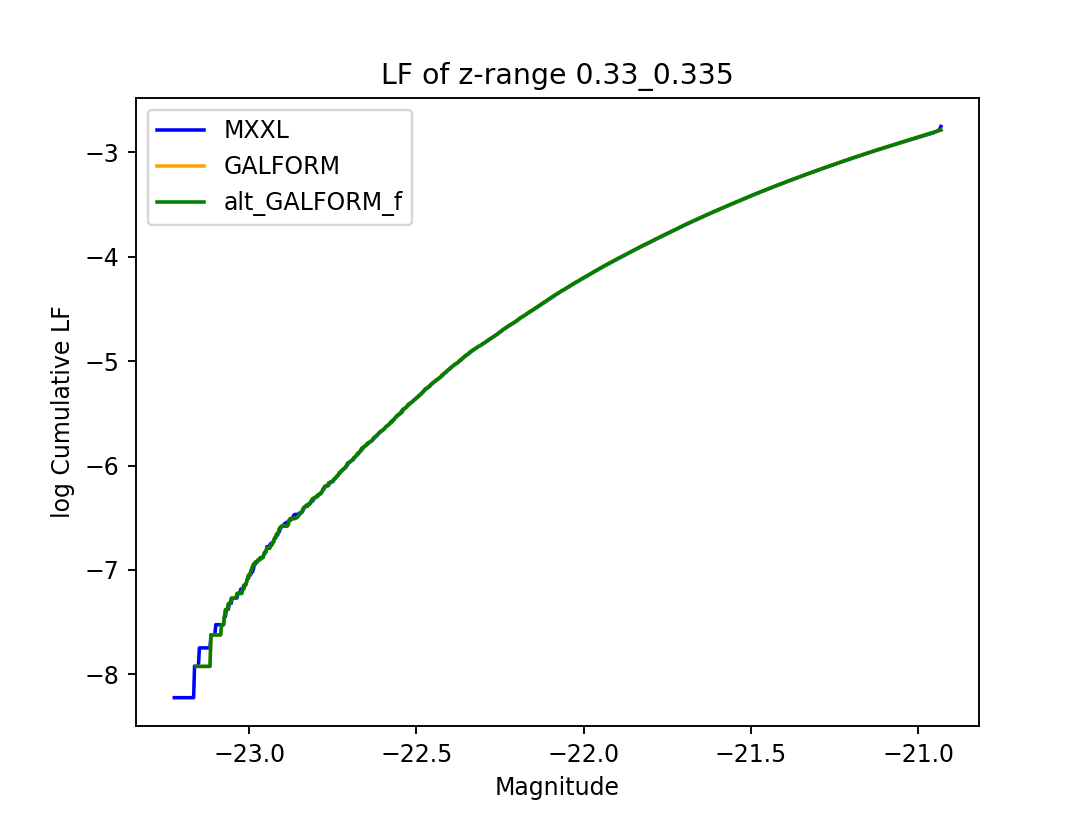 LF of z-range 0.33_0.335
MXXL
GALFORM
alt_GALFORM_f
−3
−4
−5
−6
−7
−8
log Cumulative LF
−23.0
−22.5
−22.0
−21.5
−21.0
Magnitude